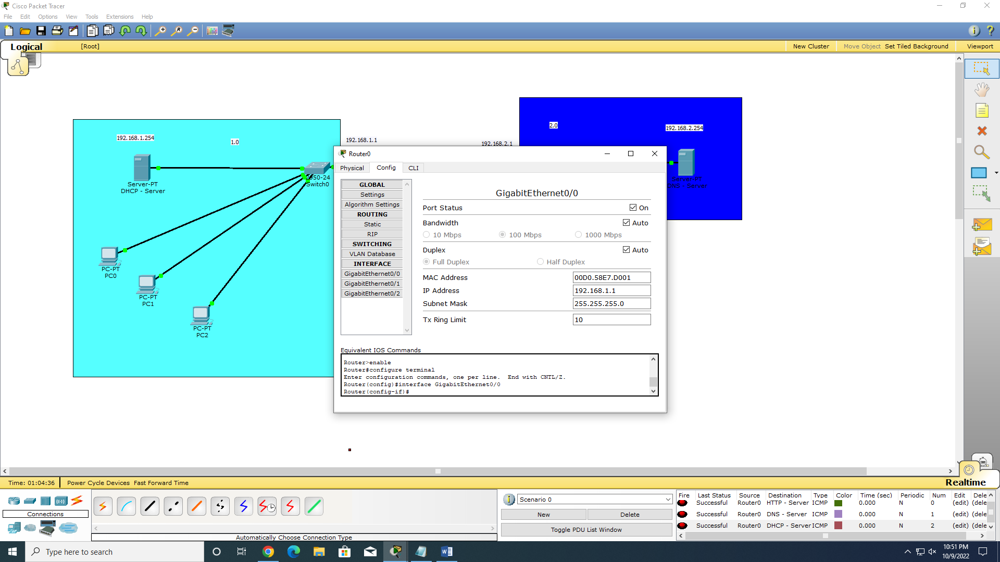 Cisco Packet Tracer
File Edit Options View Tools Extensions Help
Logical
[Root]
New Cluster
Move Object
Set Tiled Background
Viewport
192.168.1.254
1.0
192.168.1.1
192.168.2.1
2.0
192.168.2.254
Server-PT
DHCP - Server
2950-24
Switch0
Server-PT
DNS - Server
PC-PT
PC0
PC-PT
PC1
PC-PT
PC2
Router0
Physical Config CLI
GLOBAL
Settings
Algorithm Settings
ROUTING
Static
RIP
SWITCHING
VLAN Database
INTERFACE
GigabitEthernet0/0
GigabitEthernet0/1
GigabitEthernet0/2
GigabitEthernet0/0
Port Status On
Bandwidth Auto
10 Mbps 100 Mbps 1000 Mbps
Duplex Auto
Full Duplex Half Duplex
MAC Address 00D0.58E7.D001
IP Address 192.168.1.1
Subnet Mask 255.255.255.0
Tx Ring Limit 10
Equivalent IOS Commands
Router>enable
Router#configure terminal
Enter configuration commands, one per line. End with CNTL/Z.
Router(config)#interface GigabitEthernet0/0
Router(config-if)#
Time: 01:04:36 Power Cycle Devices Fast Forward Time
Realtime
Connections
Automatically Choose Connection Type
Scenario 0
New Delete
Toggle PDU List Window
Fire Last Status Source Destination Type Color Time (sec) Periodic Num Edit Dele
Successful Router0 HTTP - Server ICMP 0.000 N 0 (edit) (dele
Successful Router0 DNS - Server ICMP 0.000 N 1 (edit) (dele
Successful Router0 DHCP - Server ICMP 0.000 N 2 (edit) (dele
Type here to search
10:51 PM
10/9/2022